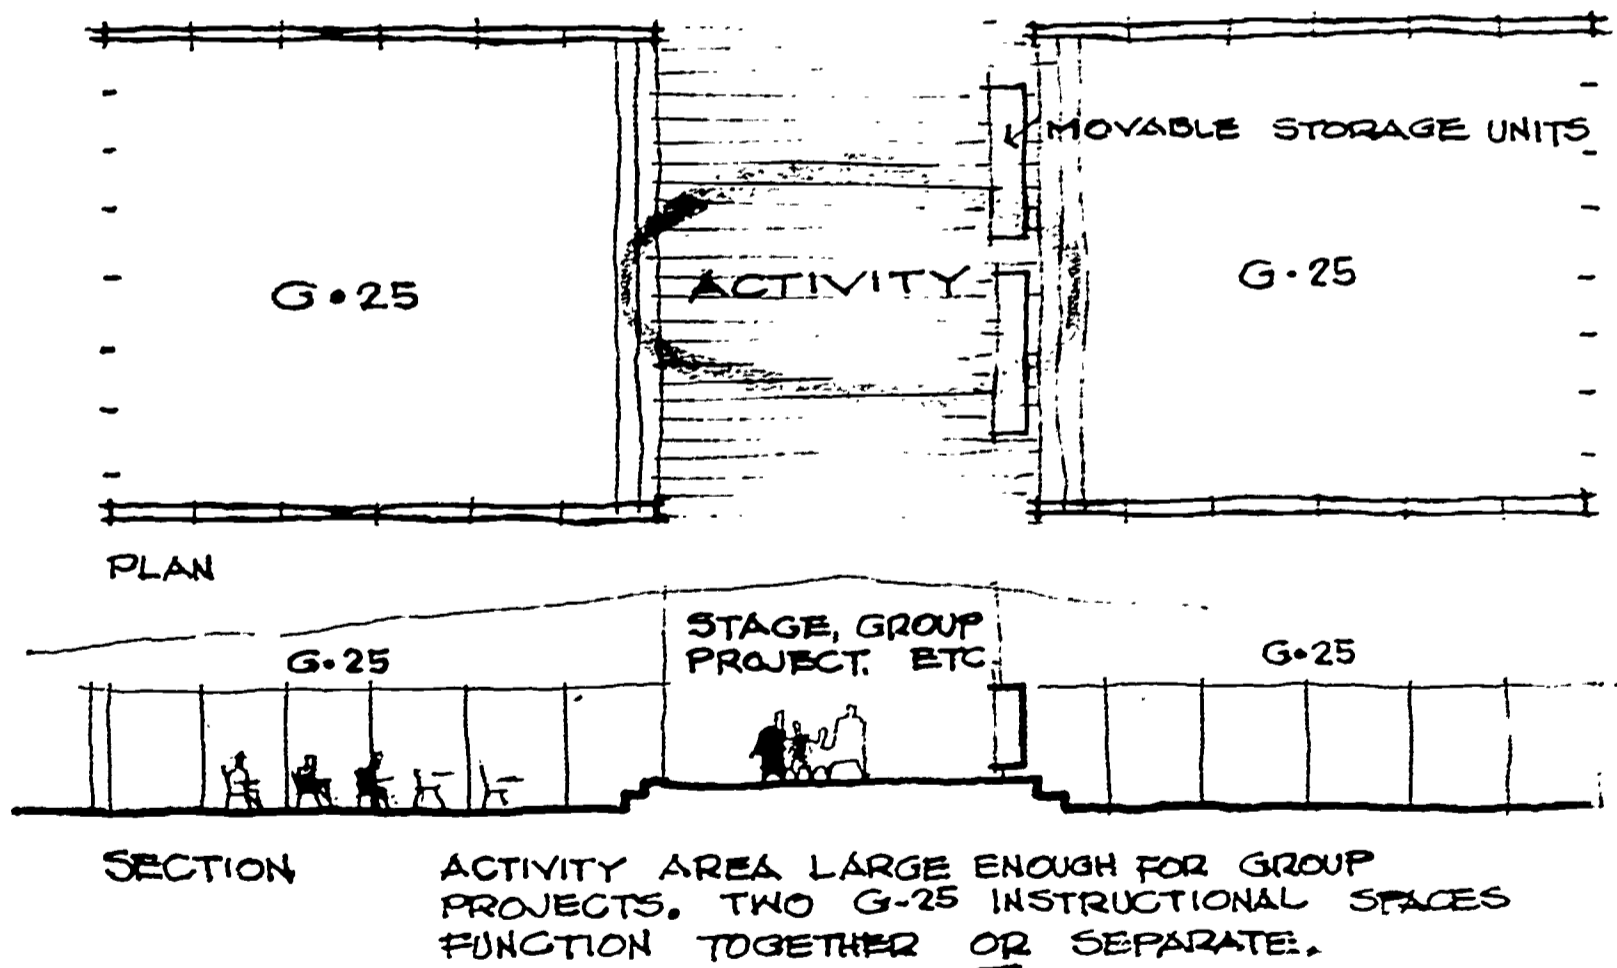 MOVABLE STORAGE UNITS
G•25
ACTIVITY
G•25
PLAN
STAGE, GROUP
PROJECT. ETC
G•25
G•25
SECTION
ACTIVITY AREA LARGE ENOUGH FOR GROUP
PROJECTS. TWO G-25 INSTRUCTIONAL SPACES
FUNCTION TOGETHER OR SEPARATE.